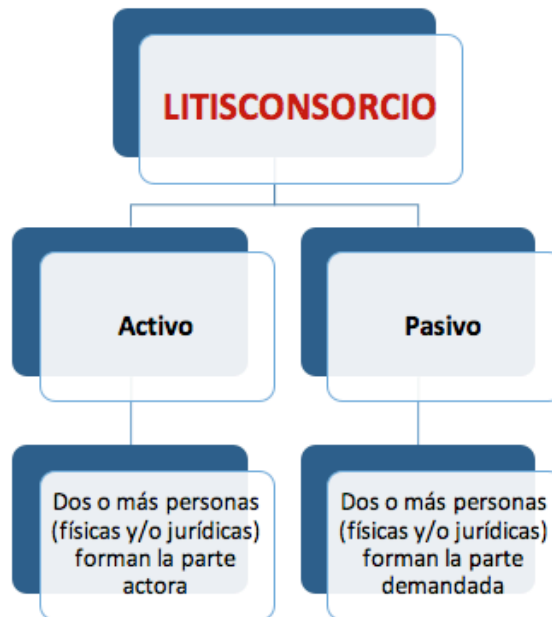 LITISCONSORCIO
Activo
Pasivo
Dos o más personas
(físicas y/o jurídicas)
forman la parte
actora
Dos o más personas
(físicas y/o jurídicas)
forman la parte
demandada